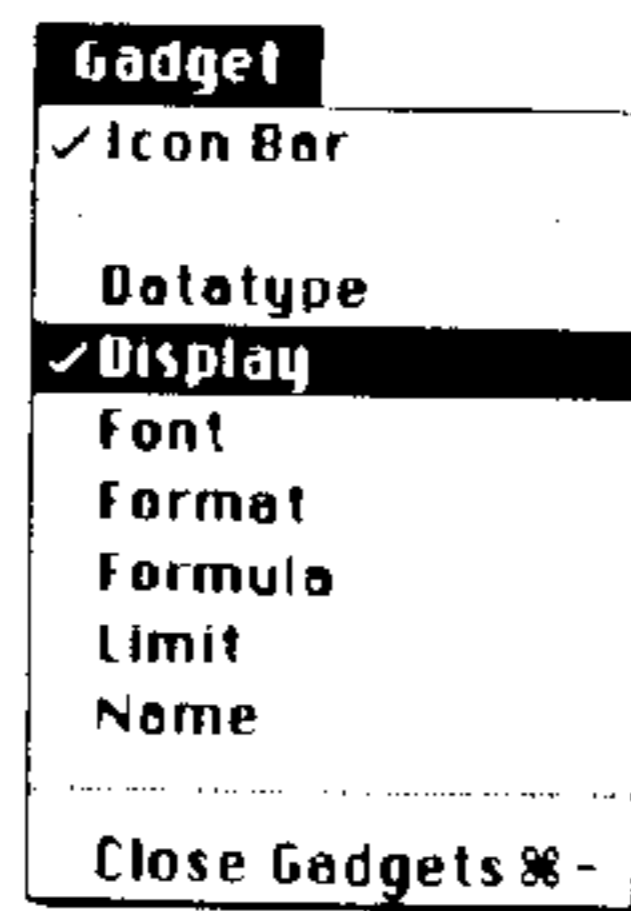 Gadget
✓Icon Bar
Datatype
✓Display
Font
Format
Formula
Limit
Name
Close Gadgets ⌘-